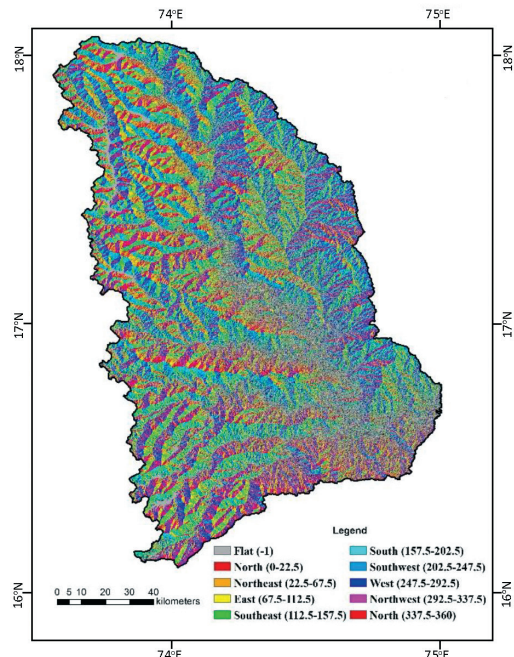 74°E 75°E
18°N 18°N
17°N 17°N
Legend
Flat (-1) South (157.5-202.5)
North (0-22.5) Southwest (202.5-247.5)
Northeast (22.5-67.5) West (247.5-292.5)
East (67.5-112.5) Northwest (292.5-337.5)
Southeast (112.5-157.5) North (337.5-360)
16°N 16°N
0 5 10 20 30 40
kilometers
74°E 75°E